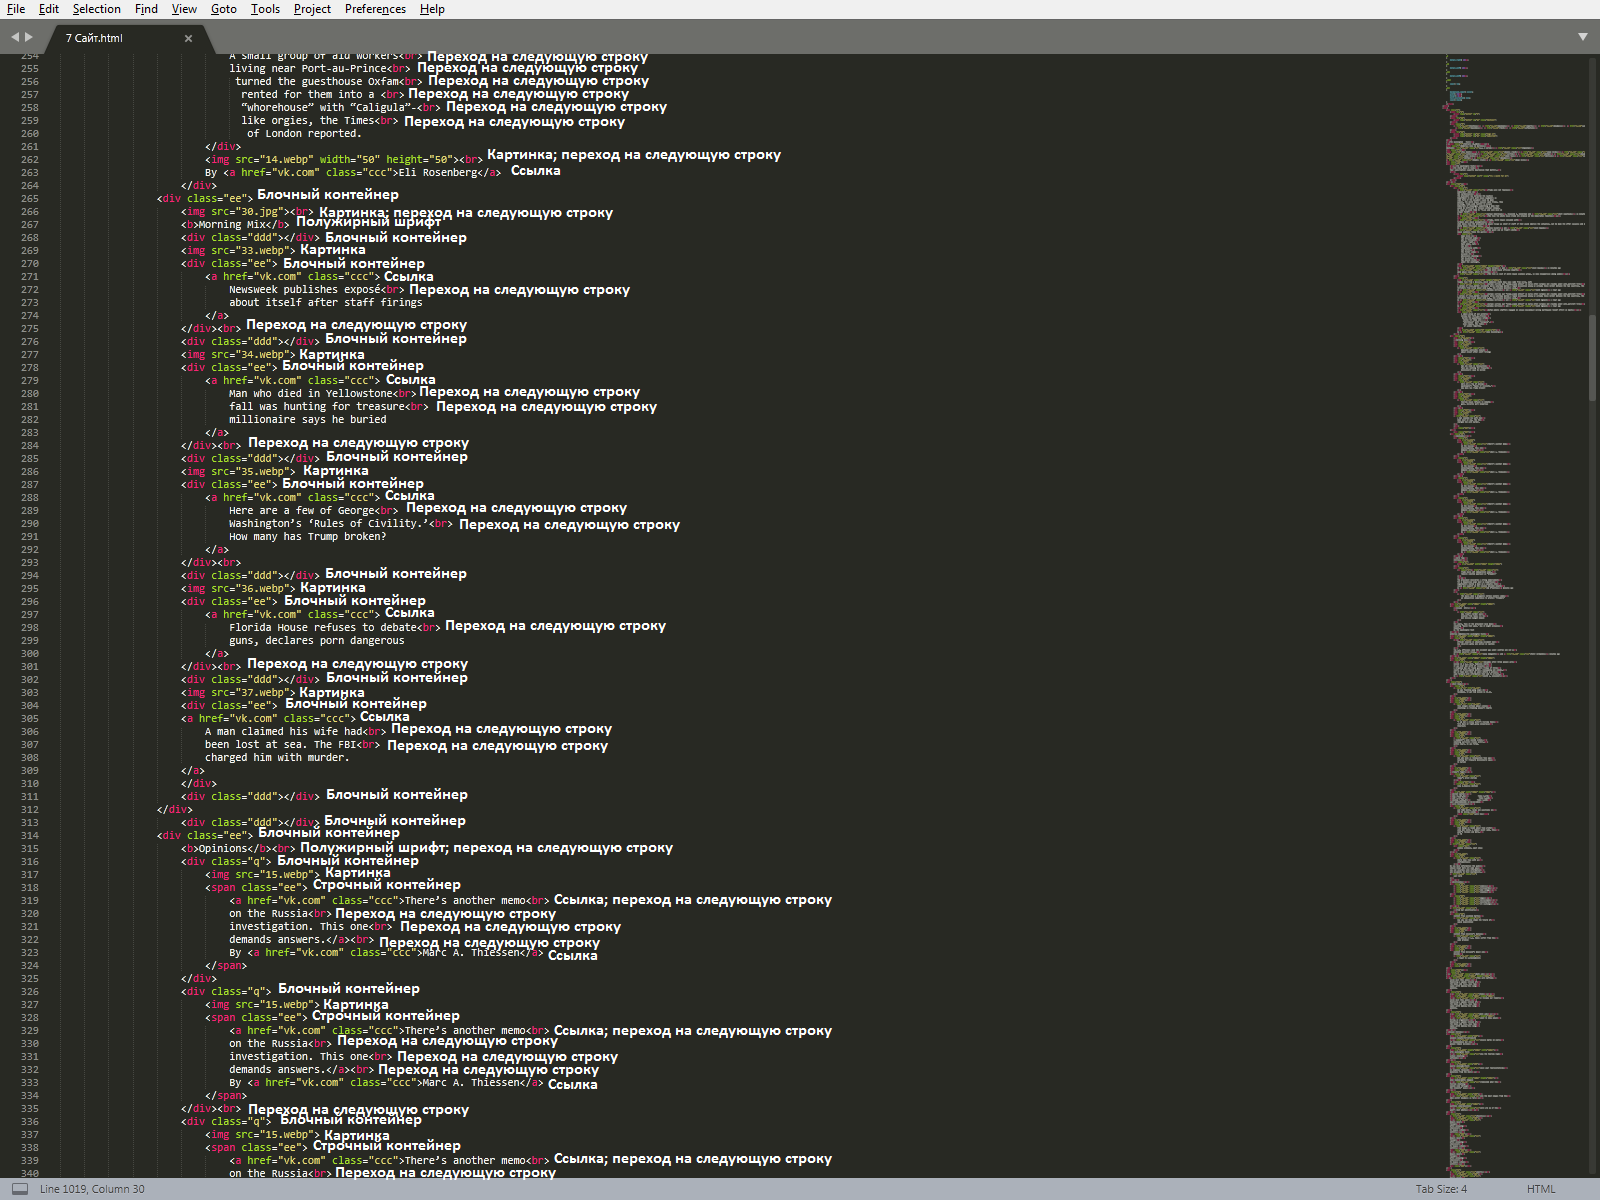 File Edit Selection Find View Goto Tools Project Preferences Help
7 Сайт.html ×
254 A small group of aid workers<br> Переход на следующую строку
255 living near Port-au-Prince<br> Переход на следующую строку
256 turned the guesthouse Oxfam<br> Переход на следующую строку
257 rented for them into a <br> Переход на следующую строку
258 “whorehouse” with “Caligula”-<br> Переход на следующую строку
259 like orgies, the Times<br> Переход на следующую строку
260 of London reported.
261 </div>
262 <img src="14.webp" width="50" height="50"><br> Картинка; переход на следующую строку
263 By <a href="vk.com" class="ccc">Eli Rosenberg</a> Ссылка
264 </div>
265 <div class="ee"> Блочный контейнер
266 <img src="30.jpg"><br> Картинка; переход на следующую строку
267 <b>Morning Mix</b> Полужирный шрифт
268 <div class="ddd"></div> Блочный контейнер
269 <img src="33.webp"> Картинка
270 <div class="ee"> Блочный контейнер
271 <a href="vk.com" class="ccc"> Ссылка
272 Newsweek publishes exposé<br> Переход на следующую строку
273 about itself after staff firings
274 </a>
275 </div><br> Переход на следующую строку
276 <div class="ddd"></div> Блочный контейнер
277 <img src="34.webp"> Картинка
278 <div class="ee"> Блочный контейнер
279 <a href="vk.com" class="ccc"> Ссылка
280 Man who died in Yellowstone<br> Переход на следующую строку
281 fall was hunting for treasure<br> Переход на следующую строку
282 millionaire says he buried
283 </a>
284 </div><br> Переход на следующую строку
285 <div class="ddd"></div> Блочный контейнер
286 <img src="35.webp"> Картинка
287 <div class="ee"> Блочный контейнер
288 <a href="vk.com" class="ccc"> Ссылка
289 Here are a few of George<br> Переход на следующую строку
290 Washington’s ‘Rules of Civility.’<br> Переход на следующую строку
291 How many has Trump broken?
292 </a>
293 </div><br>
294 <div class="ddd"></div> Блочный контейнер
295 <img src="36.webp"> Картинка
296 <div class="ee"> Блочный контейнер
297 <a href="vk.com" class="ccc"> Ссылка
298 Florida House refuses to debate<br> Переход на следующую строку
299 guns, declares porn dangerous
300 </a>
301 </div><br> Переход на следующую строку
302 <div class="ddd"></div> Блочный контейнер
303 <img src="37.webp"> Картинка
304 <div class="ee"> Блочный контейнер
305 <a href="vk.com" class="ccc"> Ссылка
306 A man claimed his wife had<br> Переход на следующую строку
307 been lost at sea. The FBI<br> Переход на следующую строку
308 charged him with murder.
309 </a>
310 </div>
311 <div class="ddd"></div> Блочный контейнер
312 </div>
313 <div class="ddd"></div> Блочный контейнер
314 <div class="ee"> Блочный контейнер
315 <b>Opinions</b><br> Полужирный шрифт; переход на следующую строку
316 <div class="q"> Блочный контейнер
317 <img src="15.webp"> Картинка
318 <span class="ee"> Строчный контейнер
319 <a href="vk.com" class="ccc">There’s another memo<br> Ссылка; переход на следующую строку
320 on the Russia<br> Переход на следующую строку
321 investigation. This one<br> Переход на следующую строку
322 demands answers.</a><br> Переход на следующую строку
323 By <a href="vk.com" class="ccc">Marc A. Thiessen</a> Ссылка
324 </span>
325 </div>
326 <div class="q"> Блочный контейнер
327 <img src="15.webp"> Картинка
328 <span class="ee"> Строчный контейнер
329 <a href="vk.com" class="ccc">There’s another memo<br> Ссылка; переход на следующую строку
330 on the Russia<br> Переход на следующую строку
331 investigation. This one<br> Переход на следующую строку
332 demands answers.</a><br> Переход на следующую строку
333 By <a href="vk.com" class="ccc">Marc A. Thiessen</a> Ссылка
334 </span>
335 </div><br> Переход на следующую строку
336 <div class="q"> Блочный контейнер
337 <img src="15.webp"> Картинка
338 <span class="ee"> Строчный контейнер
339 <a href="vk.com" class="ccc">There’s another memo<br> Ссылка; переход на следующую строку
340 on the Russia<br> Переход на следующую строку
Line 1019, Column 30 Tab Size: 4 HTML